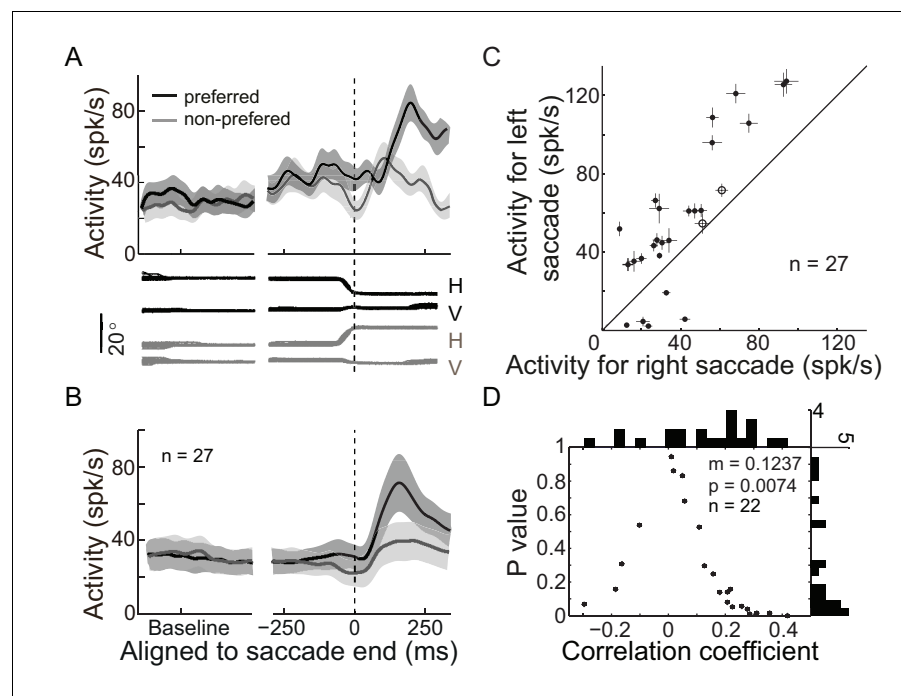 A
Activity (spk/s)
80
40
0
preferred
non-prefered
H
V
H
V
20°
B
Activity (spk/s)
80
40
0
n = 27
Baseline
−250
0
250
Aligned to saccade end (ms)
C
Activity for left
saccade (spk/s)
120
80
40
0
40
80
120
n = 27
Activity for right saccade (spk/s)
D
4
5
1
0.8
0.6
0.4
0.2
0
P value
m = 0.1237
p = 0.0074
n = 22
−0.2
0
0.2
0.4
Correlation coefficient